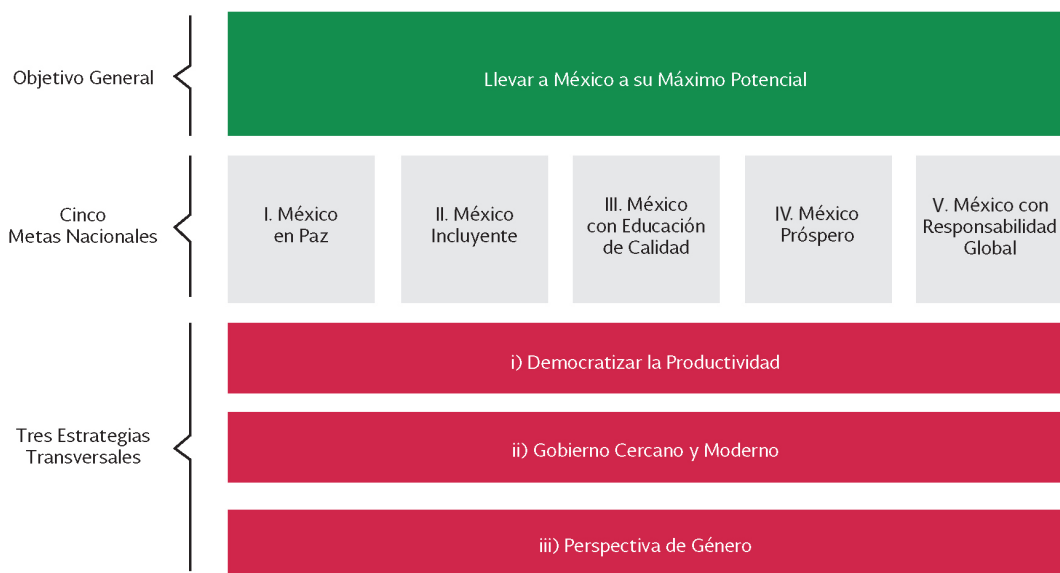 Objetivo General
Llevar a México a su Máximo Potencial
Cinco
Metas Nacionales
I. México
en Paz
II. México
Incluyente
III. México
con Educación
de Calidad
IV. México
Próspero
V. México con
Responsabilidad
Global
Tres Estrategias
Transversales
i) Democratizar la Productividad
ii) Gobierno Cercano y Moderno
iii) Perspectiva de Género